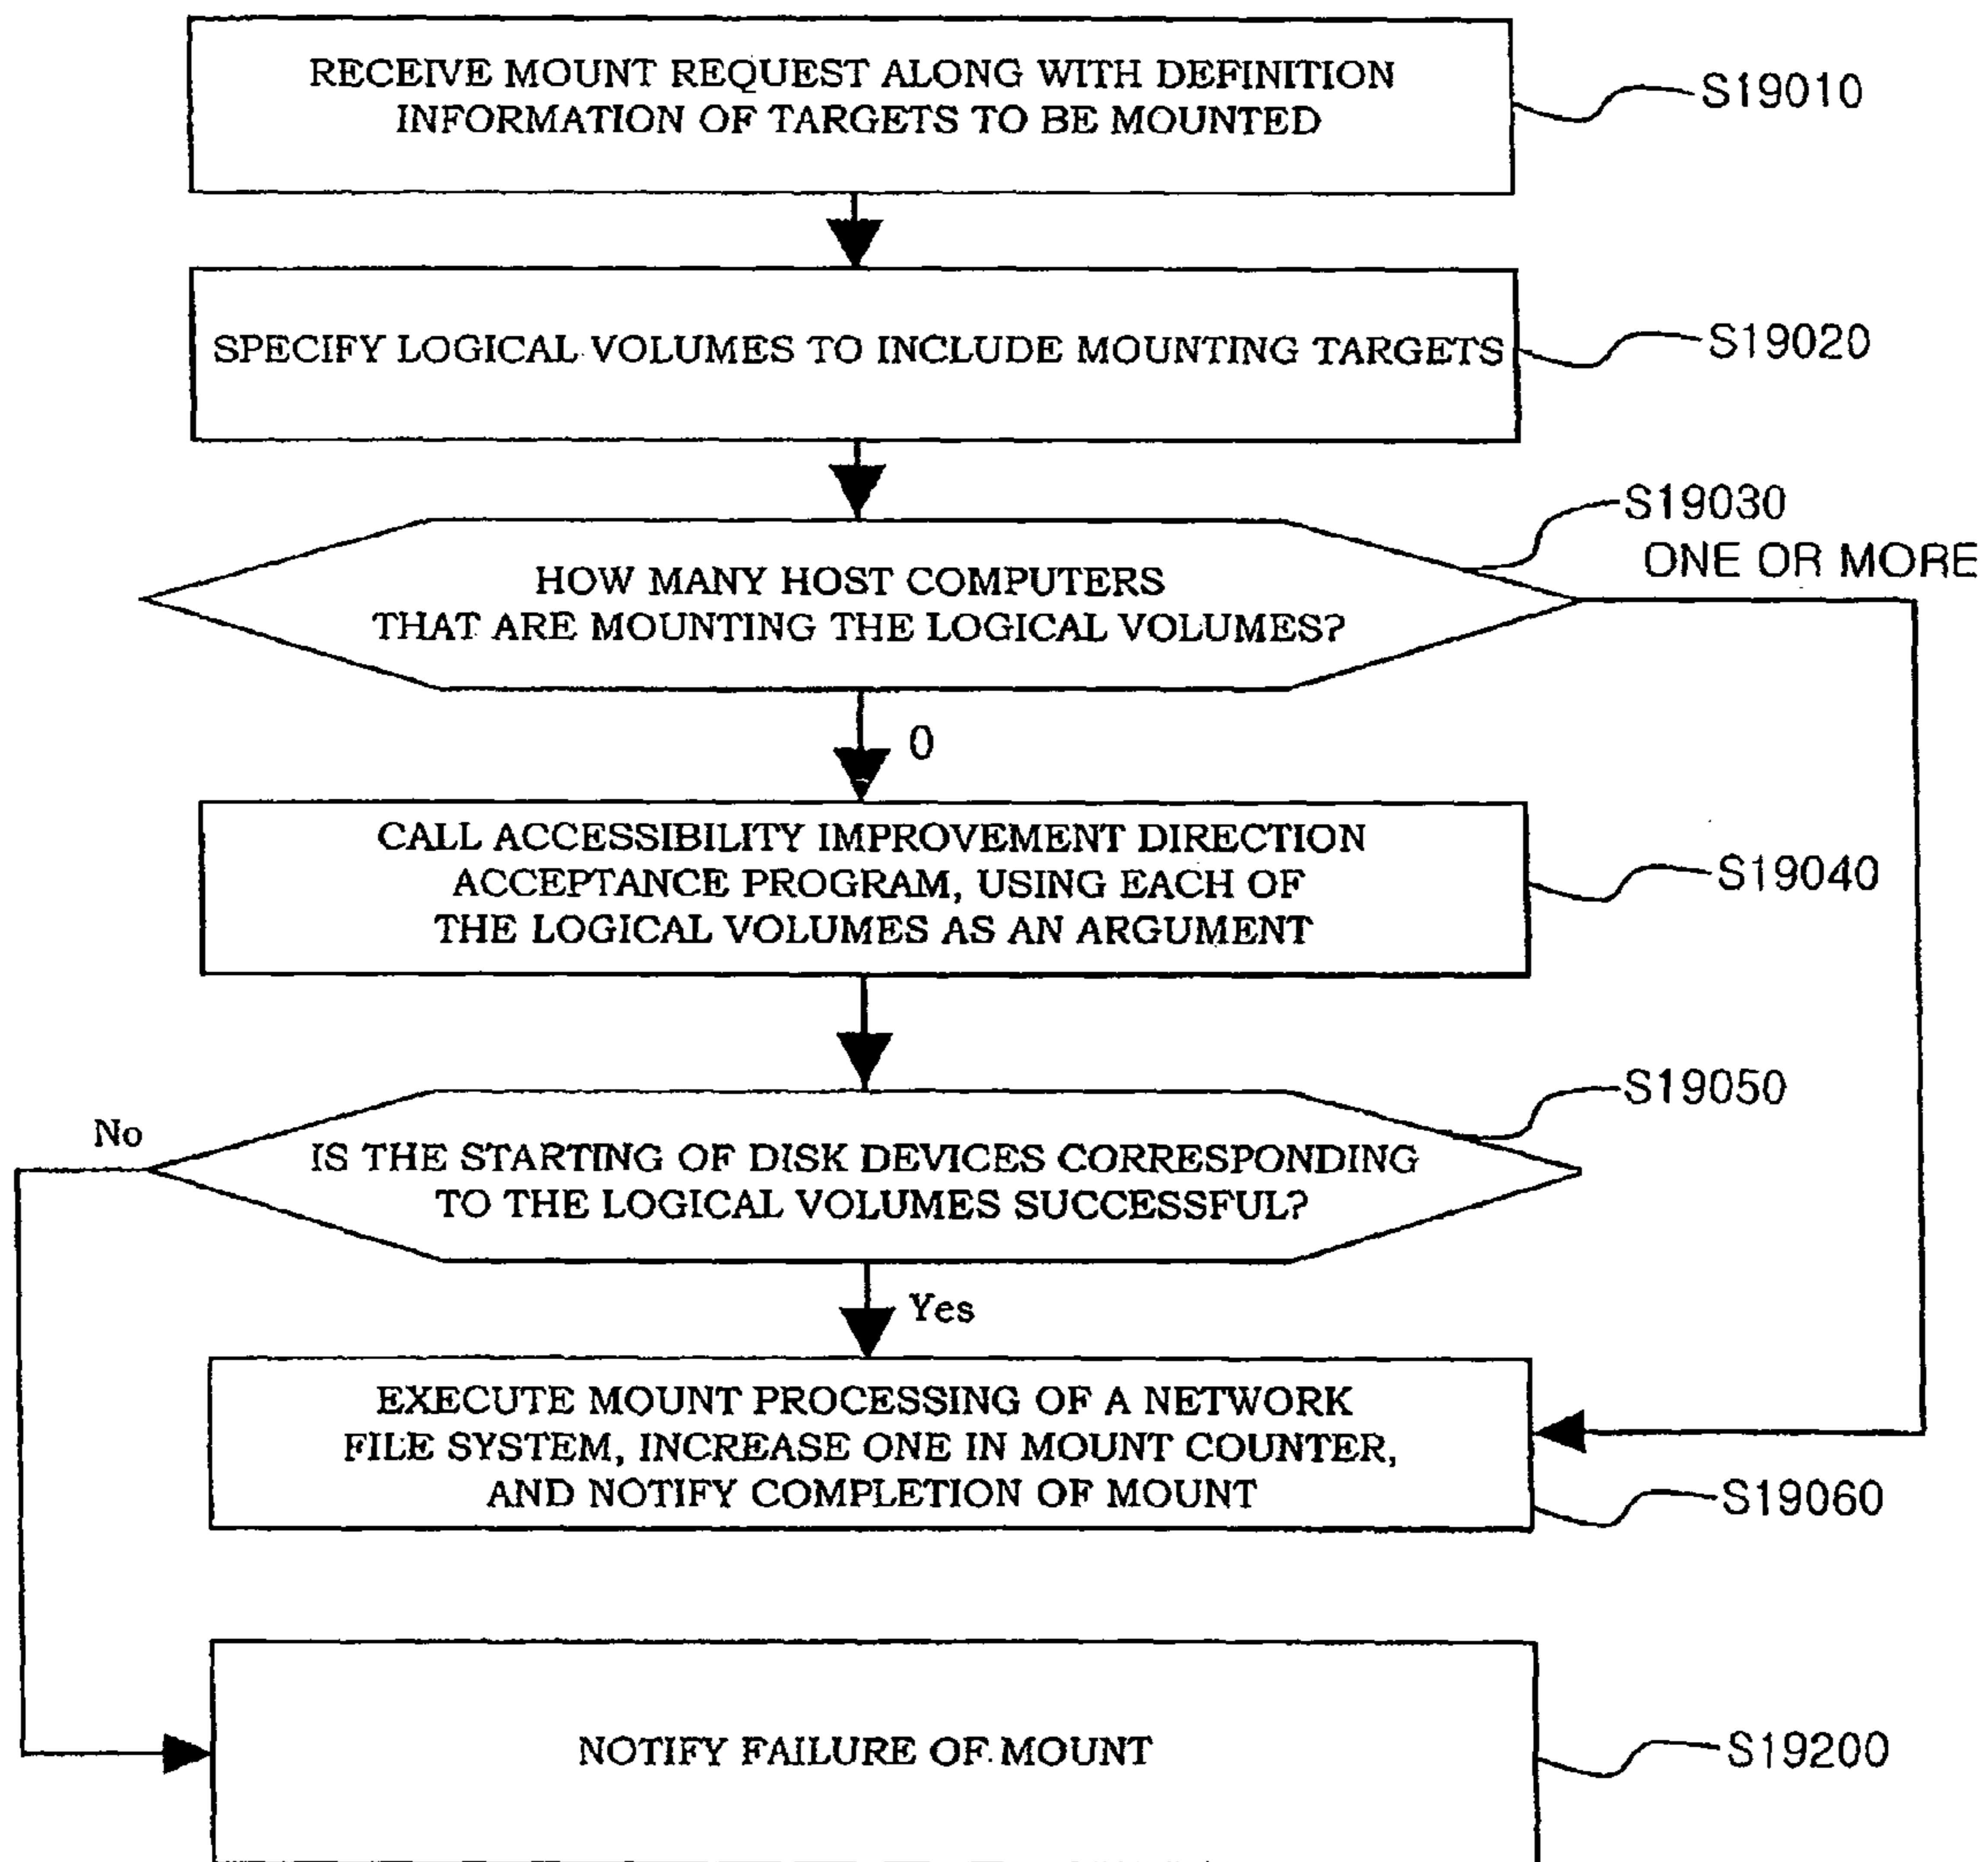 RECEIVE MOUNT REQUEST ALONG WITH DEFINITION
INFORMATION OF TARGETS TO BE MOUNTED
S19010
SPECIFY LOGICAL VOLUMES TO INCLUDE MOUNTING TARGETS
S19020
S19030
ONE OR MORE
HOW MANY HOST COMPUTERS
THAT ARE MOUNTING THE LOGICAL VOLUMES?
0
CALL ACCESSIBILITY IMPROVEMENT DIRECTION
ACCEPTANCE PROGRAM, USING EACH OF
THE LOGICAL VOLUMES AS AN ARGUMENT
S19040
S19050
No
IS THE STARTING OF DISK DEVICES CORRESPONDING
TO THE LOGICAL VOLUMES SUCCESSFUL?
Yes
EXECUTE MOUNT PROCESSING OF A NETWORK
FILE SYSTEM, INCREASE ONE IN MOUNT COUNTER,
AND NOTIFY COMPLETION OF MOUNT
S19060
NOTIFY FAILURE OF MOUNT
S19200